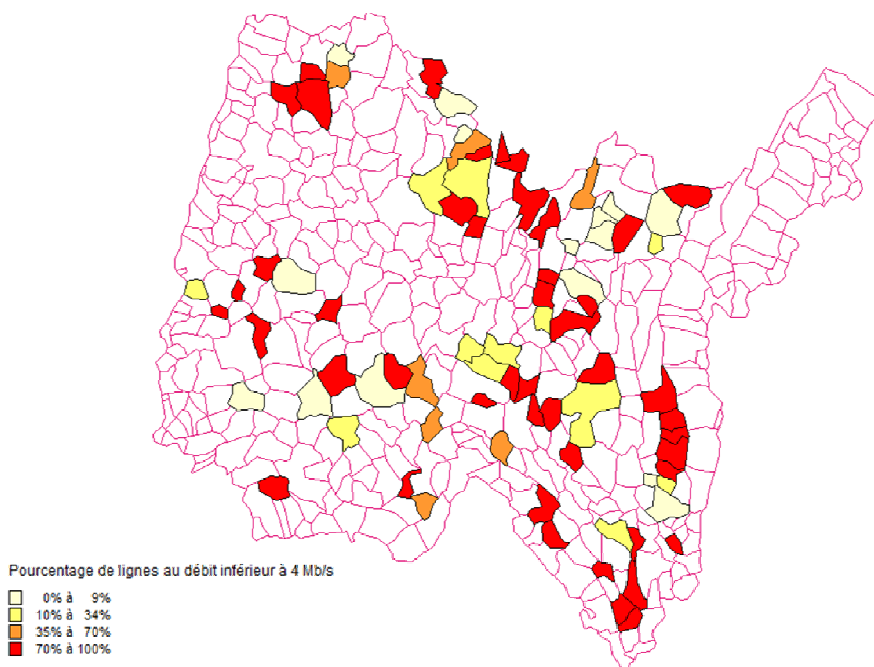 Pourcentage de lignes au débit inférieur à 4 Mb/s
0% à 9%
10% à 34%
35% à 70%
70% à 100%